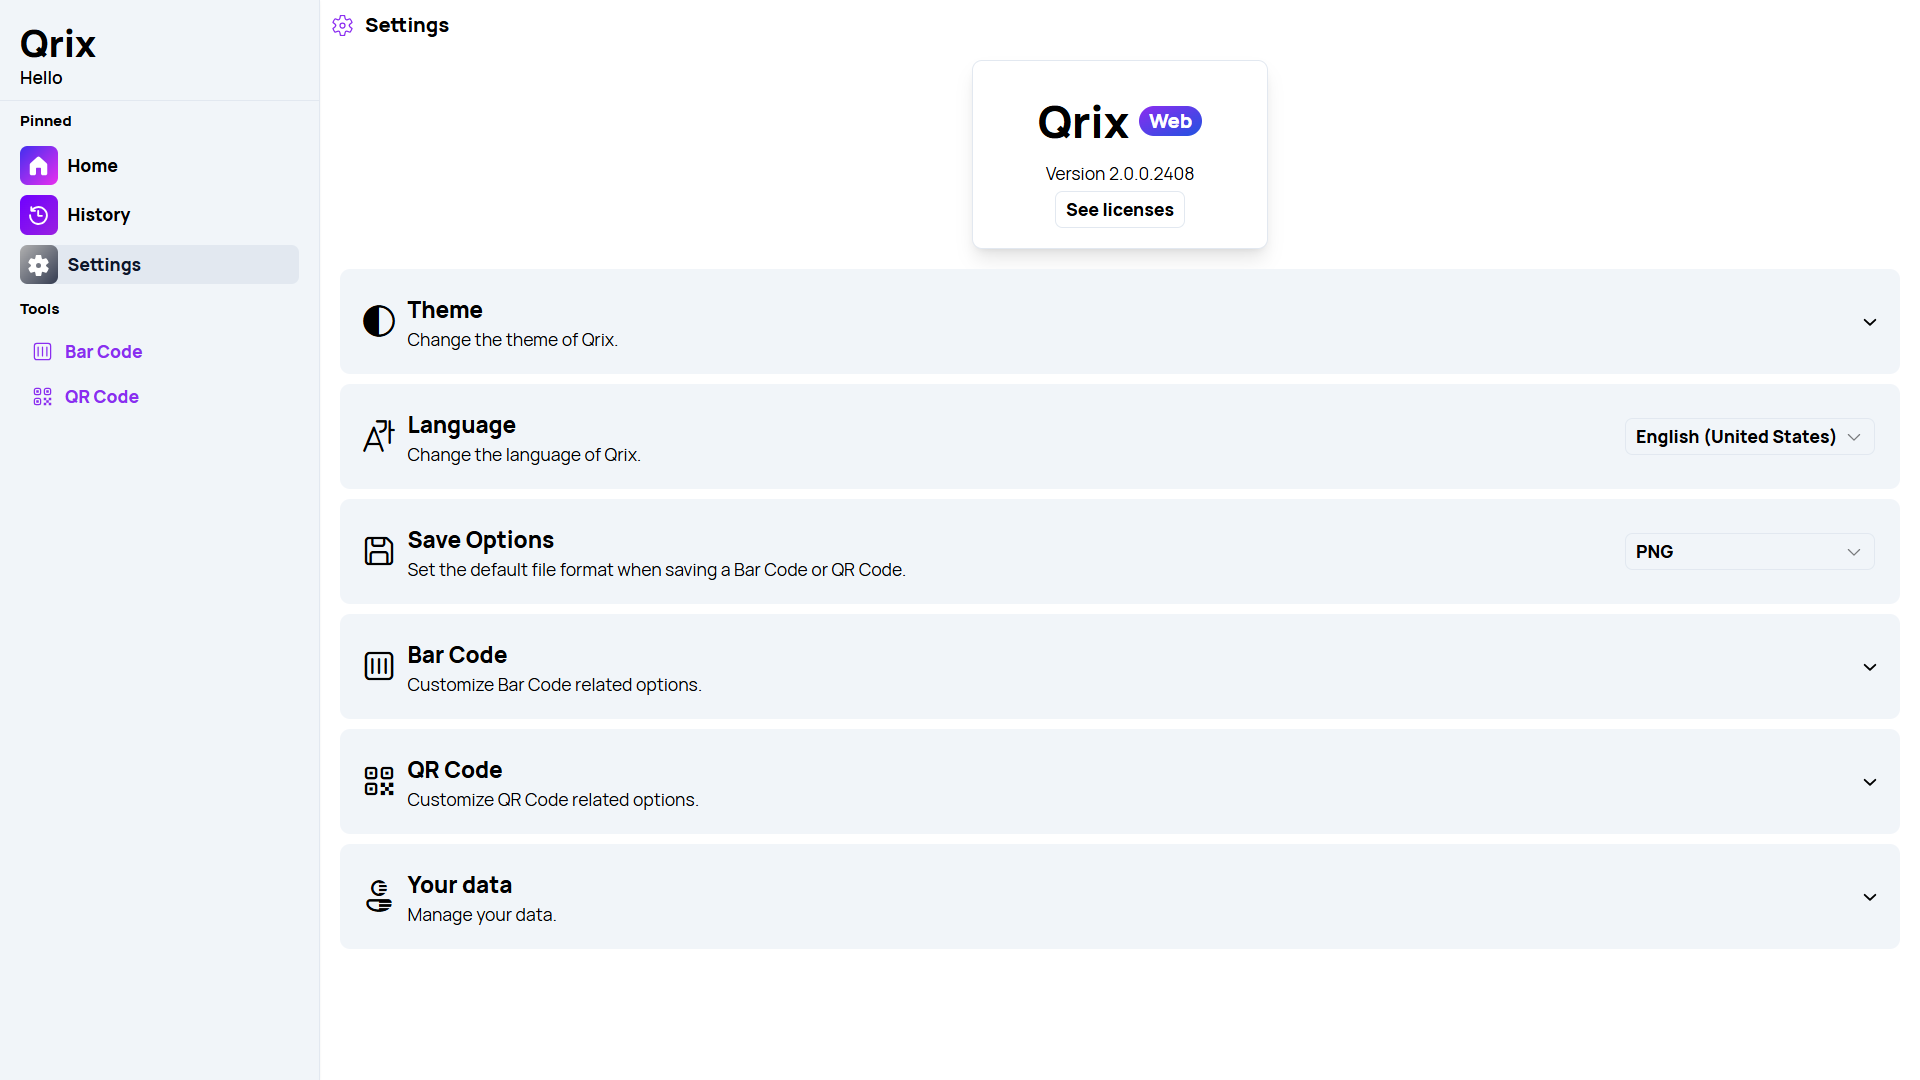 Qrix
Hello
Pinned
Home
History
Settings
Tools
Bar Code
QR Code
Settings
Qrix Web
Version 2.0.0.2408
See licenses
Theme
Change the theme of Qrix.
Language
Change the language of Qrix.
English (United States)
Save Options
Set the default file format when saving a Bar Code or QR Code.
PNG
Bar Code
Customize Bar Code related options.
QR Code
Customize QR Code related options.
Your data
Manage your data.